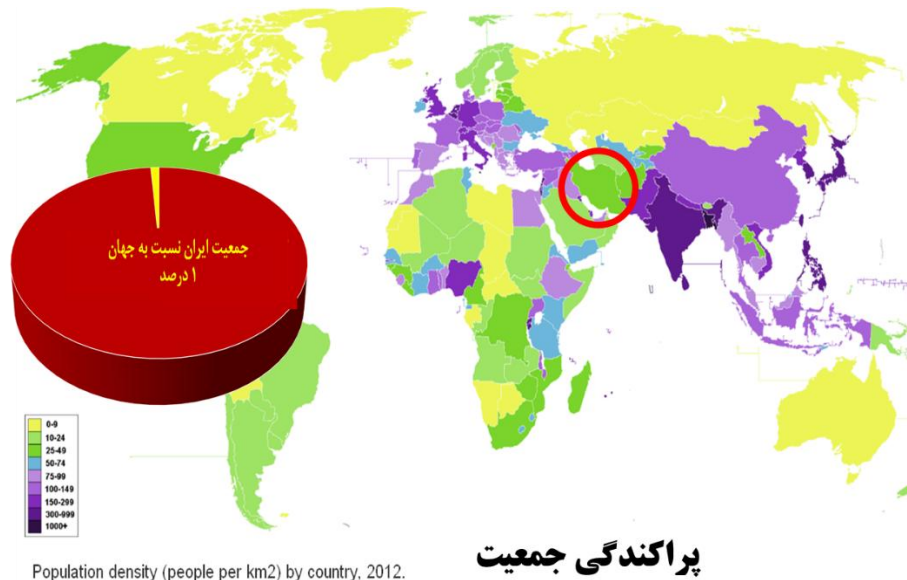 جمعیت ایران نسبت به جهان
۱ درصد
0-9
10-24
25-49
50-74
75-99
100-149
150-299
300-999
1000+
پراکندگی جمعیت
Population density (people per km2) by country, 2012.